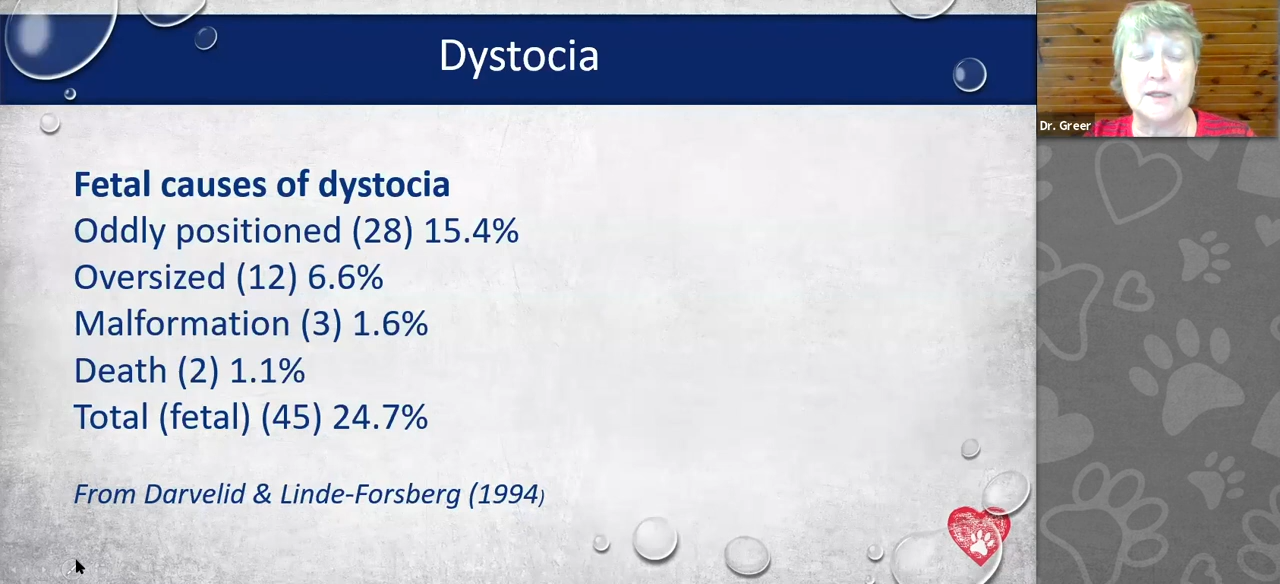 Dystocia
Dr. Greer
Fetal causes of dystocia
Oddly positioned (28) 15.4%
Oversized (12) 6.6%
Malformation (3) 1.6%
Death (2) 1.1%
Total (fetal) (45) 24.7%
From Darvelid & Linde-Forsberg (1994)